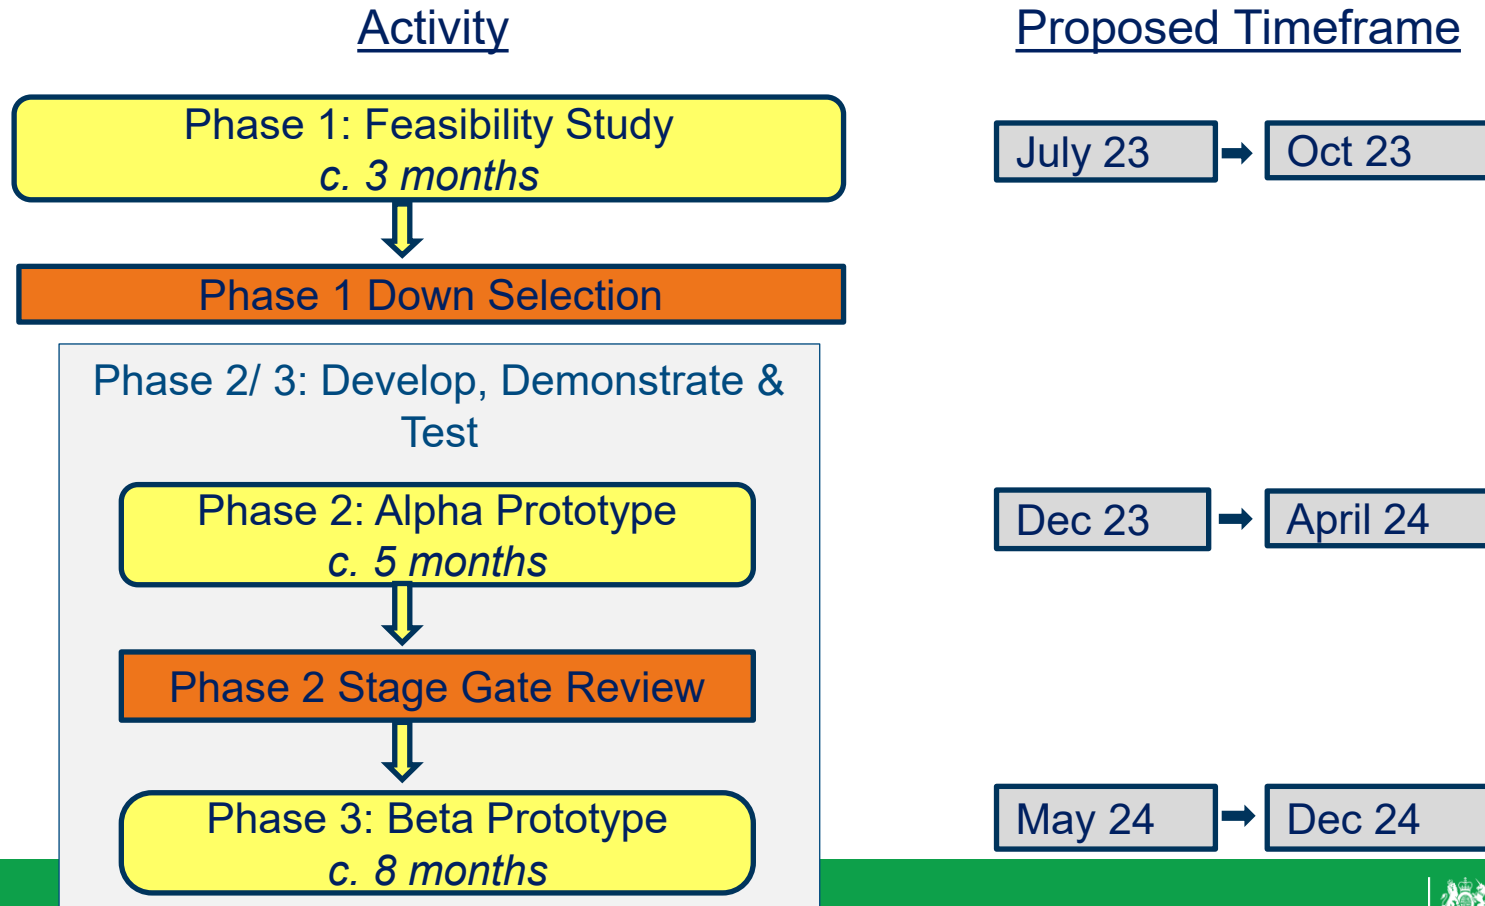 Activity
Proposed Timeframe
Phase 1: Feasibility Study
c. 3 months
July 23
Oct 23
Phase 1 Down Selection
Phase 2/ 3: Develop, Demonstrate &
Test
Phase 2: Alpha Prototype
c. 5 months
Dec 23
April 24
Phase 2 Stage Gate Review
Phase 3: Beta Prototype
c. 8 months
May 24
Dec 24